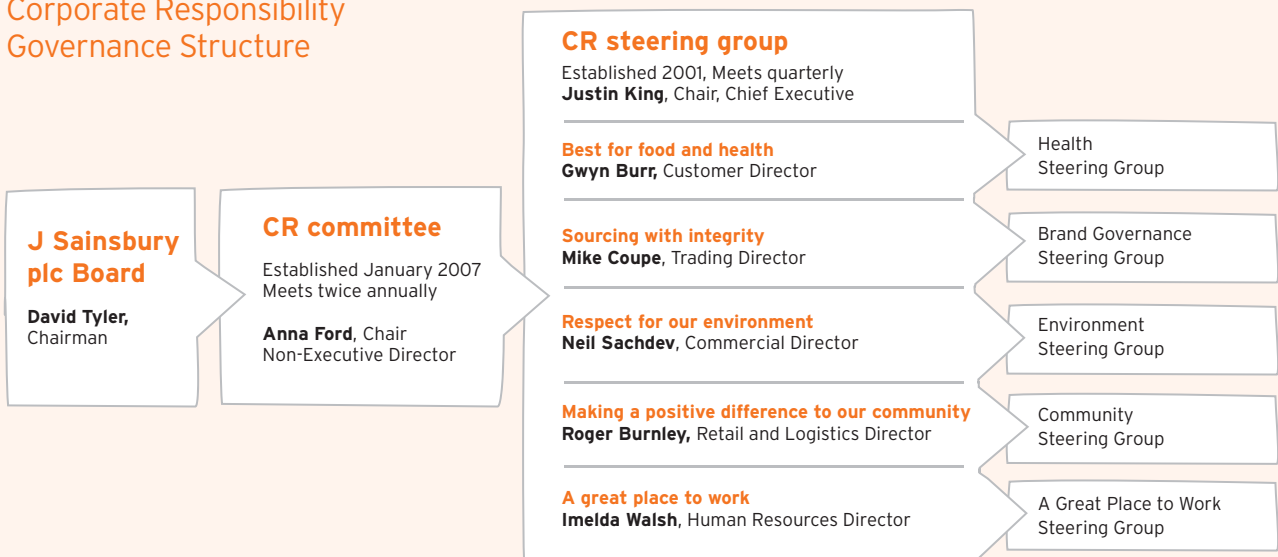 Corporate Responsibility
Governance Structure
J Sainsbury
plc Board
David Tyler,
Chairman
CR committee
Established January 2007
Meets twice annually
Anna Ford, Chair
Non-Executive Director
CR steering group
Established 2001, Meets quarterly
Justin King, Chair, Chief Executive
Best for food and health
Gwyn Burr, Customer Director
Sourcing with integrity
Mike Coupe, Trading Director
Respect for our environment
Neil Sachdev, Commercial Director
Making a positive difference to our community
Roger Burnley, Retail and Logistics Director
A great place to work
Imelda Walsh, Human Resources Director
Health
Steering Group
Brand Governance
Steering Group
Environment
Steering Group
Community
Steering Group
A Great Place to Work
Steering Group